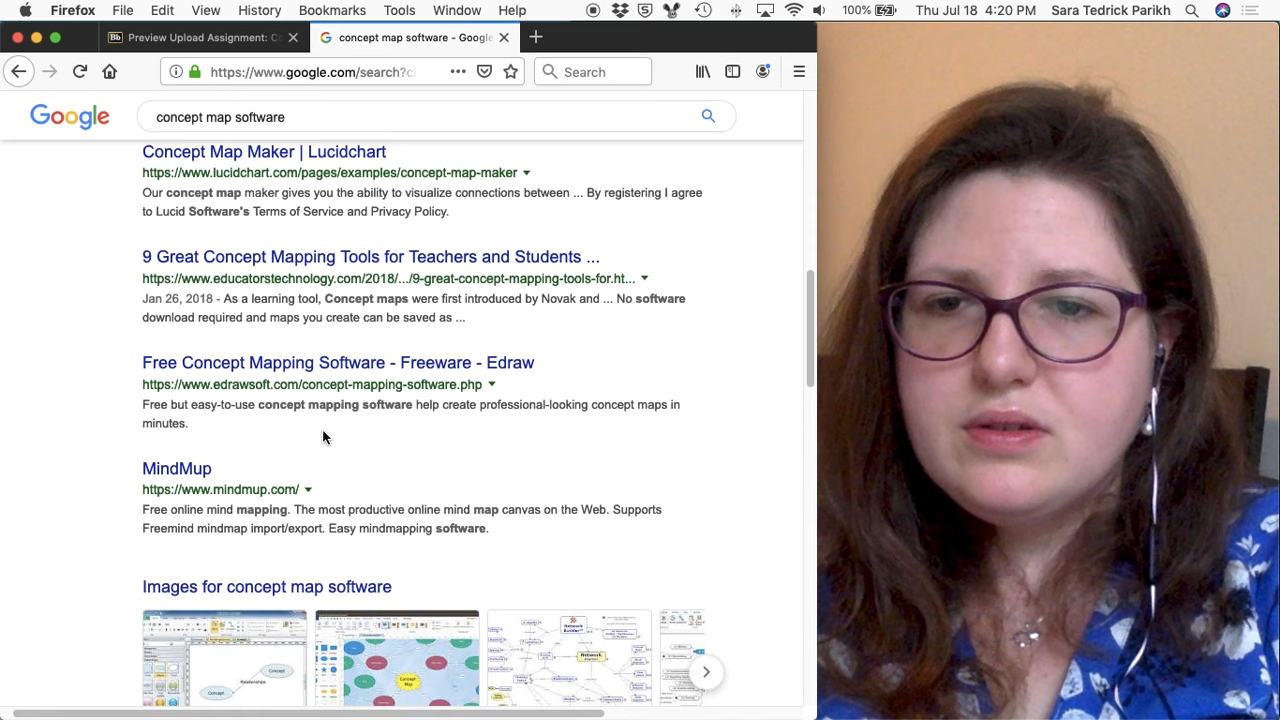 Firefox File Edit View History Bookmarks Tools Window Help 100% Thu Jul 18 4:20 PM Sara Tedrick Parikh
Bb Preview Upload Assignment: Co
concept map software - Google
https://www.google.com/search?cl
Search
Google
concept map software
Concept Map Maker | Lucidchart
https://www.lucidchart.com/pages/examples/concept-map-maker
Our concept map maker gives you the ability to visualize connections between ... By registering I agree
to Lucid Software's Terms of Service and Privacy Policy.
9 Great Concept Mapping Tools for Teachers and Students ...
https://www.educatorstechnology.com/2018/.../9-great-concept-mapping-tools-for.ht...
Jan 26, 2018 - As a learning tool, Concept maps were first introduced by Novak and ... No software
download required and maps you create can be saved as ...
Free Concept Mapping Software - Freeware - Edraw
https://www.edrawsoft.com/concept-mapping-software.php
Free but easy-to-use concept mapping software help create professional-looking concept maps in
minutes.
MindMup
https://www.mindmup.com/
Free online mind mapping. The most productive online mind map canvas on the Web. Supports
Freemind mindmap import/export. Easy mindmapping software.
Images for concept map software
Concept
Relationships
Concept